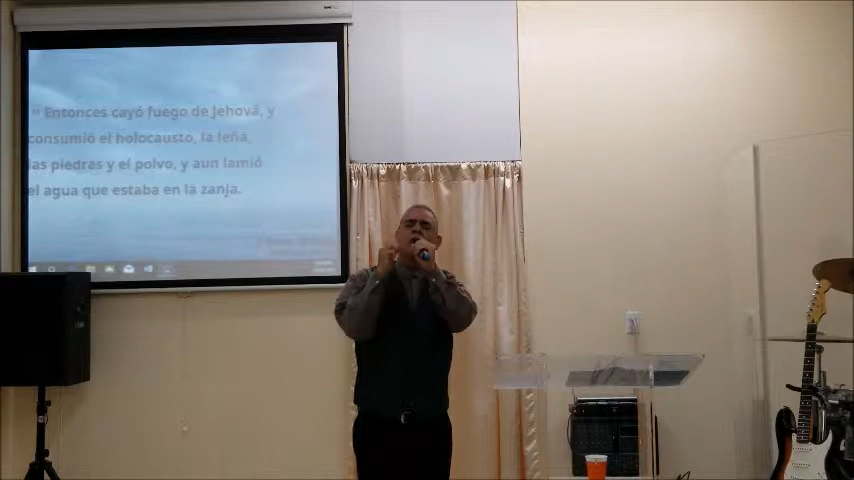 38 Entonces cayó fuego de Jehová, y
consumió el holocausto, la leña,
las piedras y el polvo, y aun lamió
el agua que estaba en la zanja.